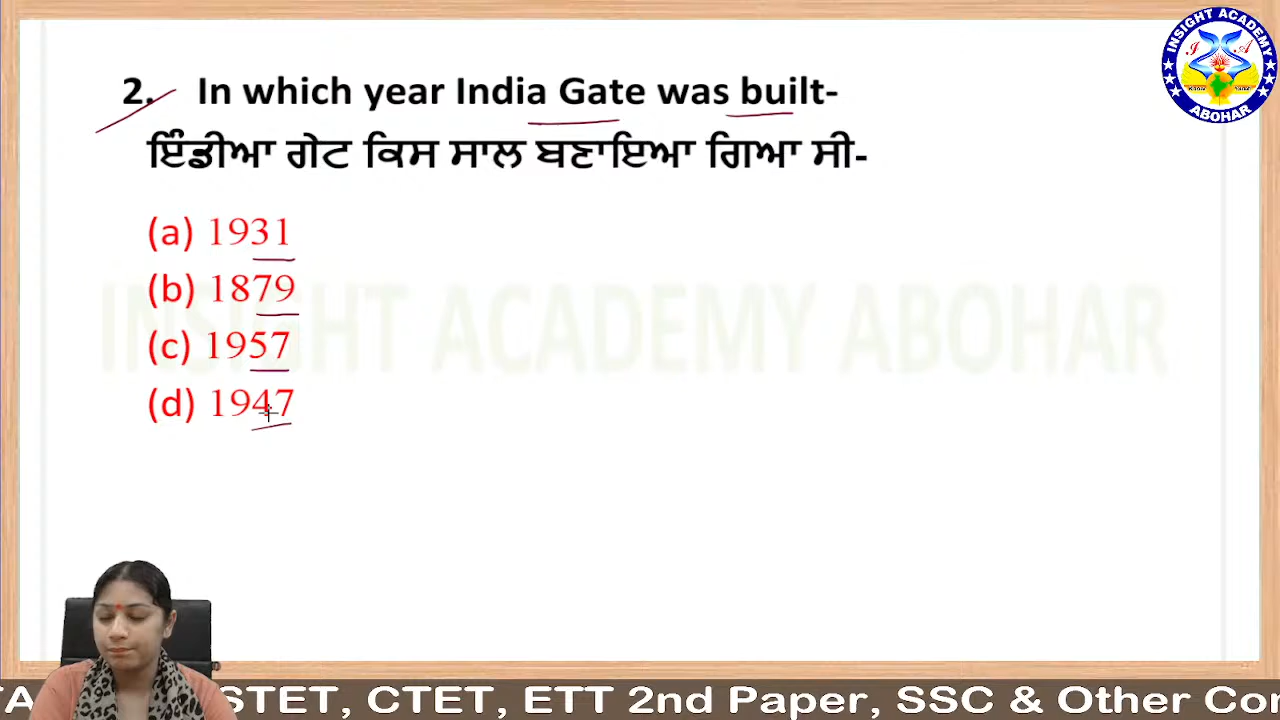 INSIGHT ACADEMY
I A
ABOHAR
2. In which year India Gate was built-
ਇੰਡੀਆ ਗੇਟ ਕਿਸ ਸਾਲ ਬਣਾਇਆ ਗਿਆ ਸੀ-
(a) 1931
(b) 1879
(c) 1957
(d) 1947
INSIGHT ACADEMY ABOHAR
STET, CTET, ETT 2nd Paper, SSC & Other